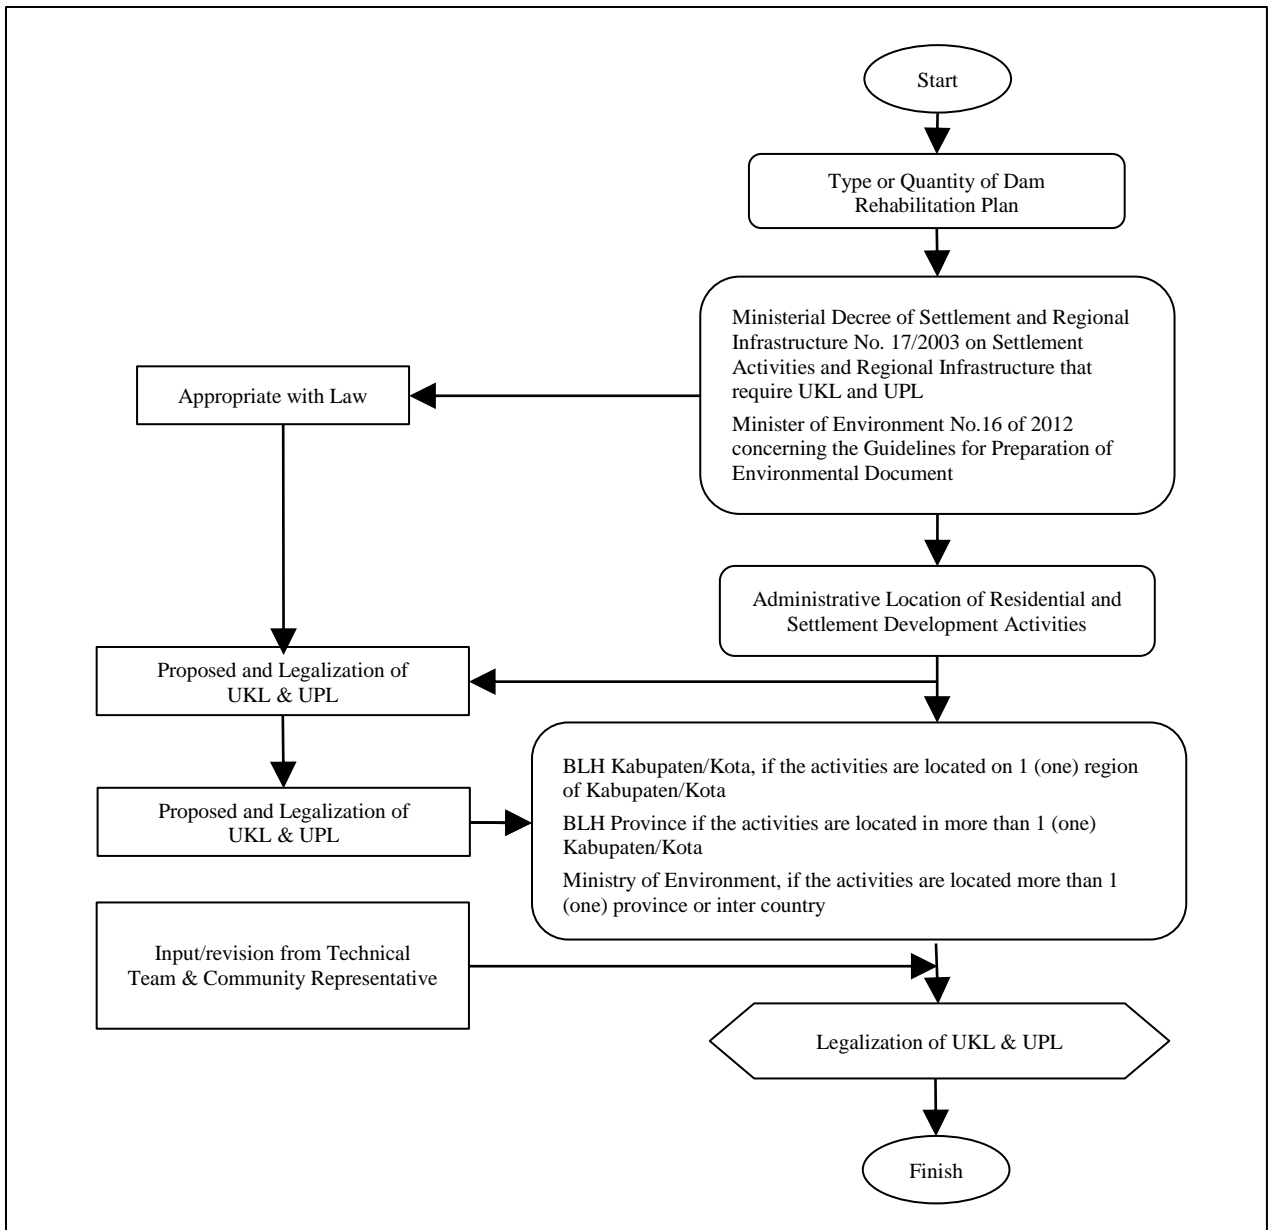 Start
Type or Quantity of Dam
Rehabilitation Plan
Ministerial Decree of Settlement and Regional
Infrastructure No. 17/2003 on Settlement
Activities and Regional Infrastructure that
require UKL and UPL
Minister of Environment No.16 of 2012
concerning the Guidelines for Preparation of
Environmental Document
Appropriate with Law
Administrative Location of Residential and
Settlement Development Activities
Proposed and Legalization of
UKL & UPL
Proposed and Legalization of
UKL & UPL
BLH Kabupaten/Kota, if the activities are located on 1 (one) region
of Kabupaten/Kota
BLH Province if the activities are located in more than 1 (one)
Kabupaten/Kota
Ministry of Environment, if the activities are located more than 1
(one) province or inter country
Input/revision from Technical
Team & Community Representative
Legalization of UKL & UPL
Finish